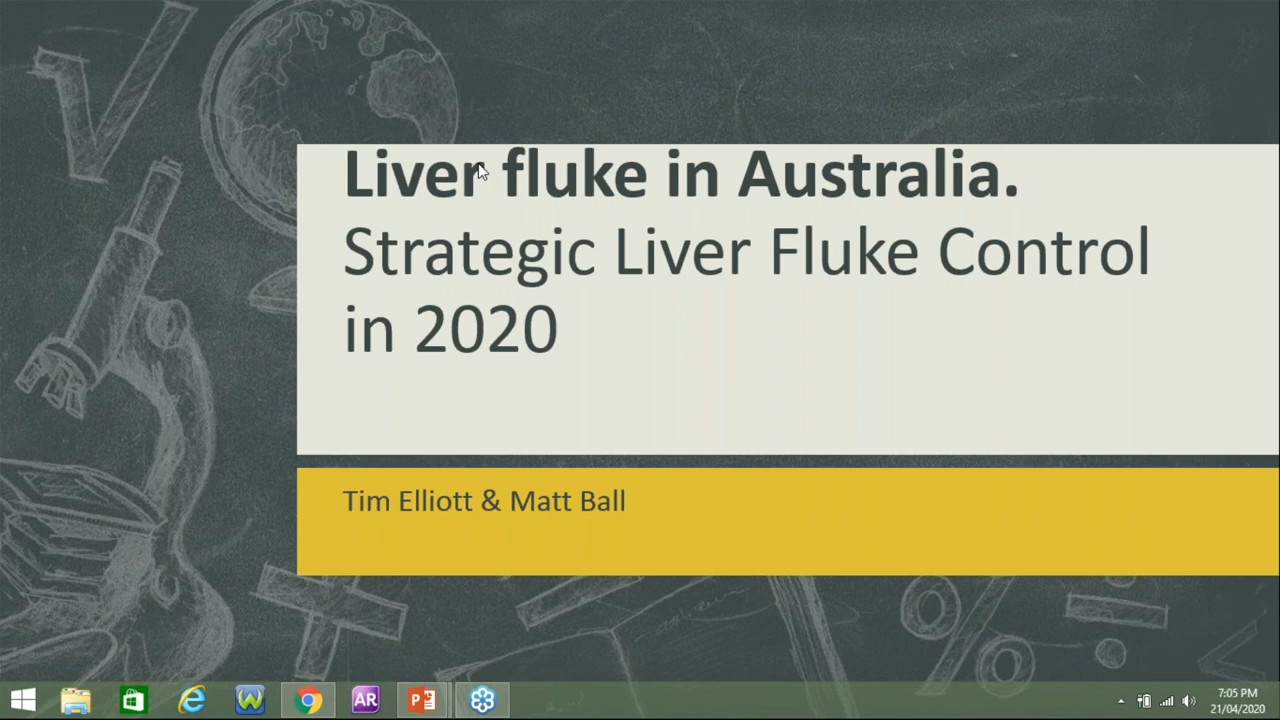 Liver fluke in Australia.
Strategic Liver Fluke Control
in 2020
Tim Elliott & Matt Ball
AR
7:05 PM
21/04/2020